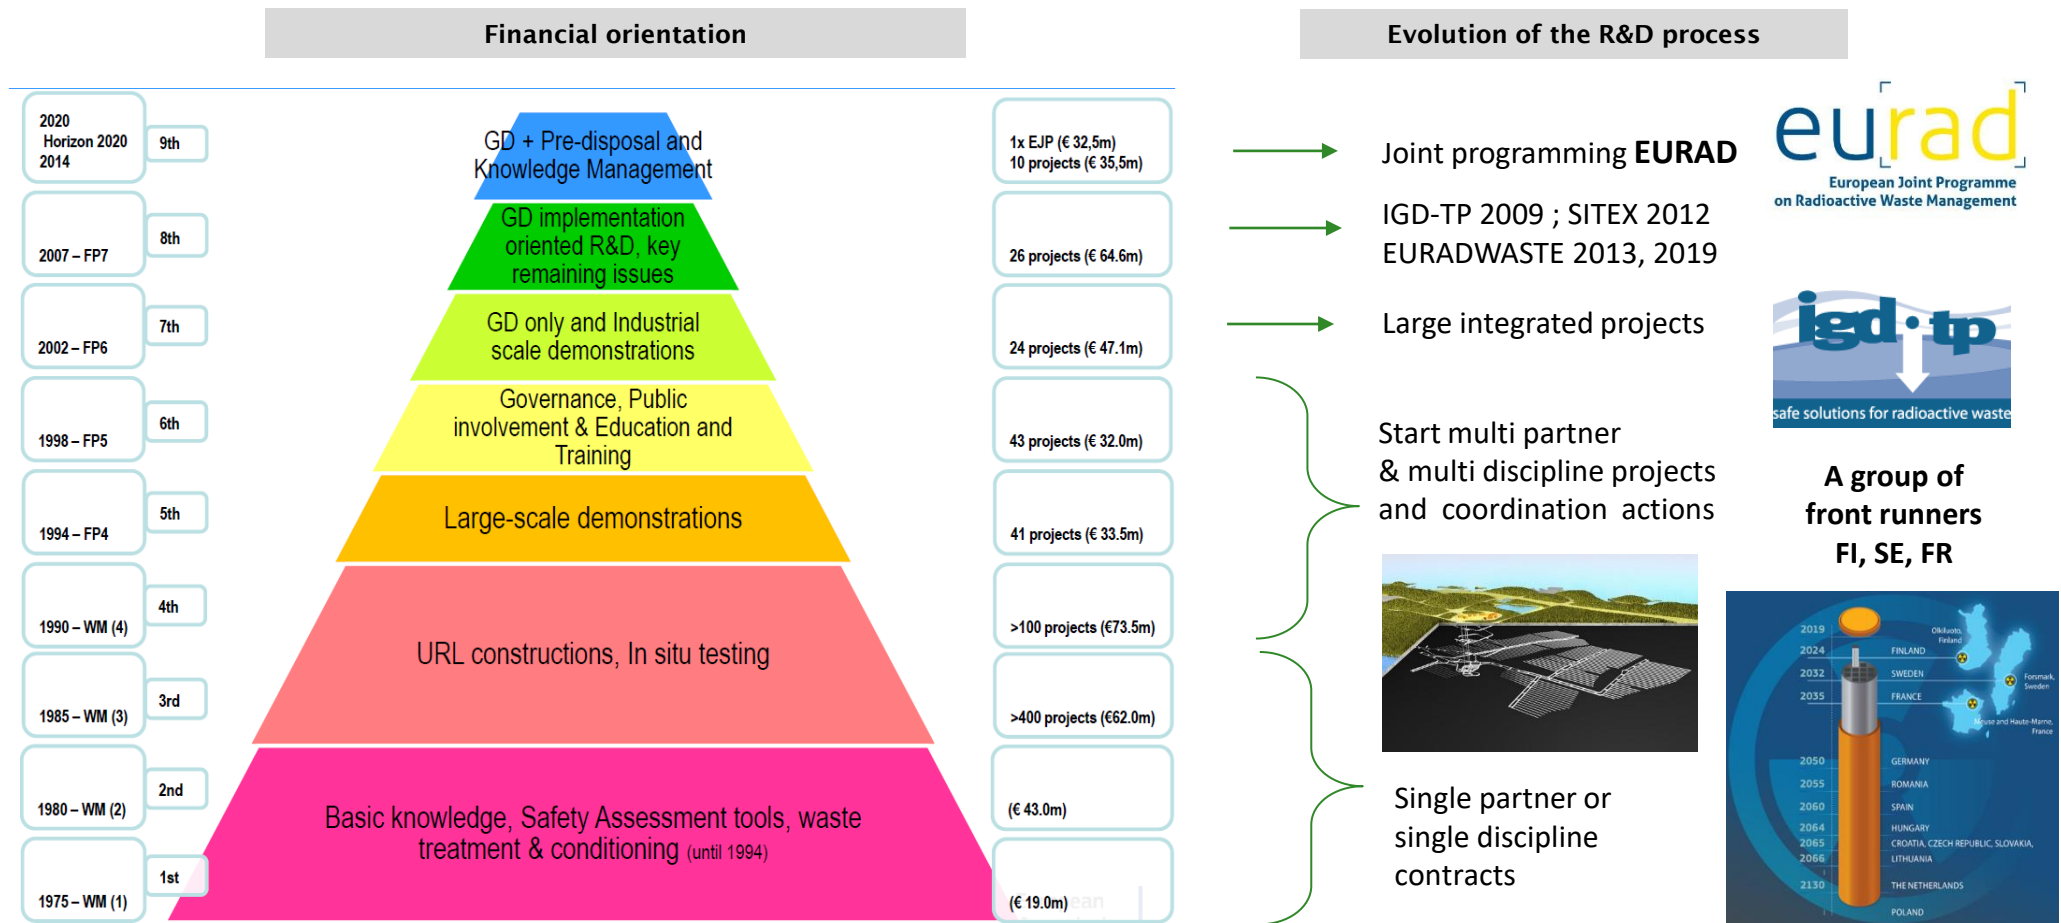 Financial orientation
Evolution of the R&D process
2020
Horizon 2020
2014
9th
GD + Pre-disposal and
Knowledge Management
1x EJP (€ 32,5m)
10 projects (€ 35,5m)
Joint programming EURAD
eurad
European Joint Programme
on Radioactive Waste Management
2007 – FP7
8th
GD implementation
oriented R&D, key
remaining issues
26 projects (€ 64.6m)
IGD-TP 2009 ; SITEX 2012
EURADWASTE 2013, 2019
2002 – FP6
7th
GD only and Industrial
scale demonstrations
24 projects (€ 47.1m)
Large integrated projects
igd·tp
safe solutions for radioactive waste
1998 – FP5
6th
Governance, Public
involvement & Education and
Training
43 projects (€ 32.0m)
Start multi partner
& multi discipline projects
and coordination actions
1994 – FP4
5th
Large-scale demonstrations
41 projects (€ 33.5m)
A group of
front runners
FI, SE, FR
1990 – WM (4)
4th
URL constructions, In situ testing
>100 projects (€73.5m)
1985 – WM (3)
3rd
>400 projects (€62.0m)
1980 – WM (2)
2nd
Basic knowledge, Safety Assessment tools, waste
treatment & conditioning (until 1994)
(€ 43.0m)
1975 – WM (1)
1st
(€ 19.0m)
Single partner or
single discipline
contracts
2019
Olkiluoto,
Finland
2024 FINLAND
2032 SWEDEN
Forsmark,
Sweden
2035 FRANCE
Meuse and Haute-Marne,
France
2050 GERMANY
2055 ROMANIA
2060 SPAIN
2064 HUNGARY
2065 CROATIA, CZECH REPUBLIC, SLOVAKIA,
2066 LITHUANIA
2130 THE NETHERLANDS
POLAND